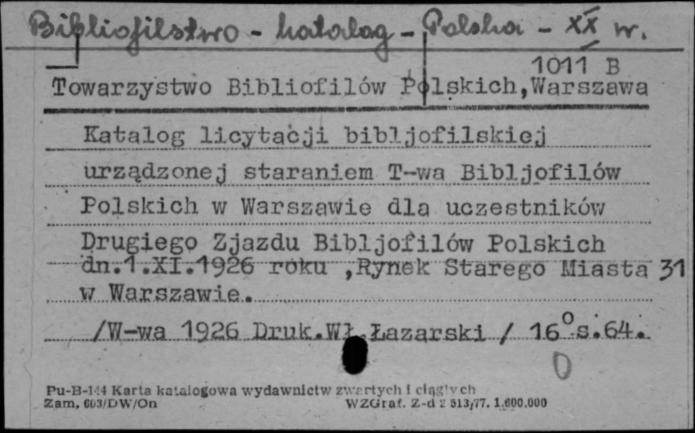 Bibliofilstwo - katalog - Polska - XX w.
1011 B
Towarzystwo Bibliofilów Polskich,Warszawa
Katalog licytacji bibljofilskiej
urządzonej staraniem T-wa Bibljofilów
Polskich w Warszawie dla uczestników
Drugiego Zjazdu Bibljofilów Polskich
dn.1.XI.1926 roku ,Rynek Starego Miasta 31
w Warszawie.
/W-wa 1926 Druk.Wł.Łazarski / 16° s.64.
0
Pu-B-144 Karta katalogowa wydawnictw zwartych i ciągłych
Zam. 603/DW/On WZGraf. Z-d 2 513/77. 1.600.000